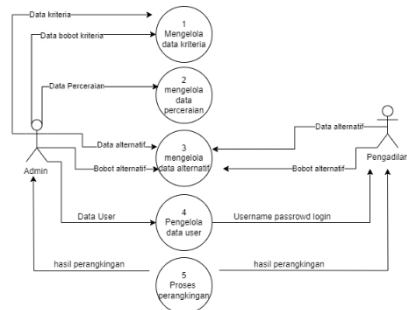 Data kriteria
1
Mengelola
data kriteria
Data bobot kriteria
2
mengelola
data
perceraian
Data Perceraian
Data alternatif
3
mengelola
data alternatif
Data alternatif
Bobot alternatif
Bobot alternatif
Admin
Pengadilan
4
Pengelola
data user
Data User
Username passrowd login
5
Proses
perangkingan
hasil perangkingan
hasil perangkingan